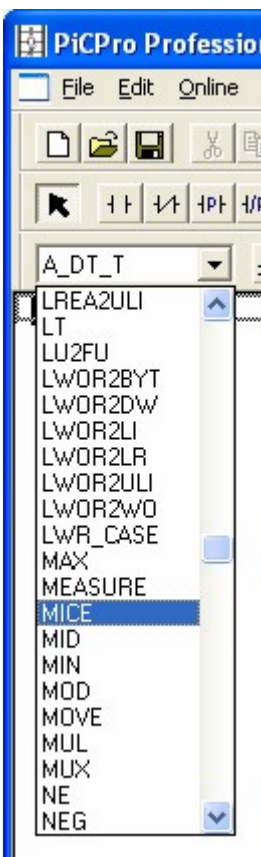 PiCPro Professio
File Edit Online
P /P
A_DT_T
LREA2ULI
LT
LU2FU
LWOR2BYT
LWOR2DW
LWOR2LI
LWOR2LR
LWOR2ULI
LWOR2WO
LWR_CASE
MAX
MEASURE
MICE
MID
MIN
MOD
MOVE
MUL
MUX
NE
NEG